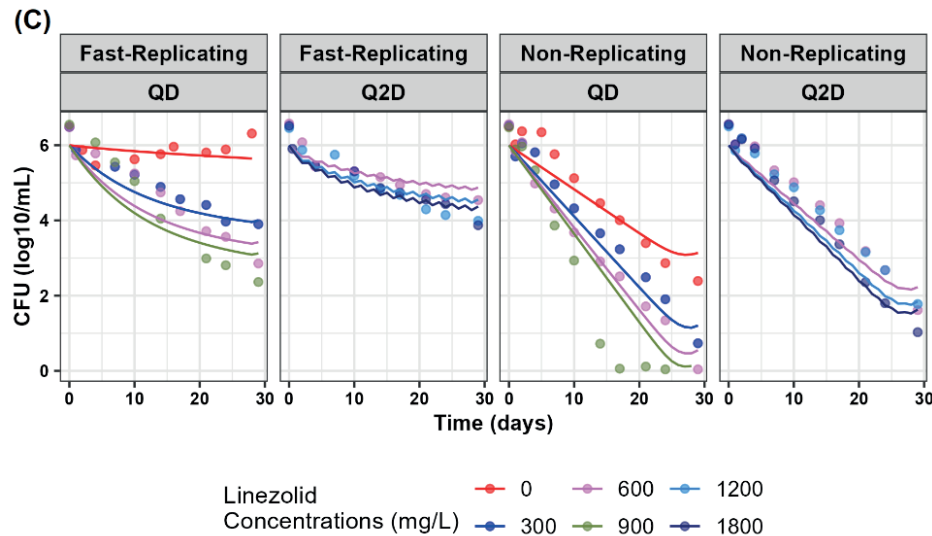 (C)
Fast-Replicating Fast-Replicating Non-Replicating Non-Replicating
QD Q2D QD Q2D
CFU (log10/mL)
6
4
2
0
0 10 20 30 0 10 20 30 0 10 20 30 0 10 20 30
Time (days)
Linezolid
Concentrations (mg/L)
0 600 1200
300 900 1800